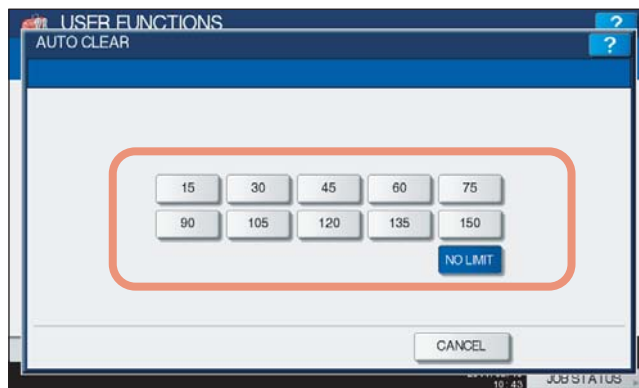 USER FUNCTIONS ?
AUTO CLEAR ?
15 30 45 60 75
90 105 120 135 150
NO LIMIT
CANCEL
10:43 JOB STATUS